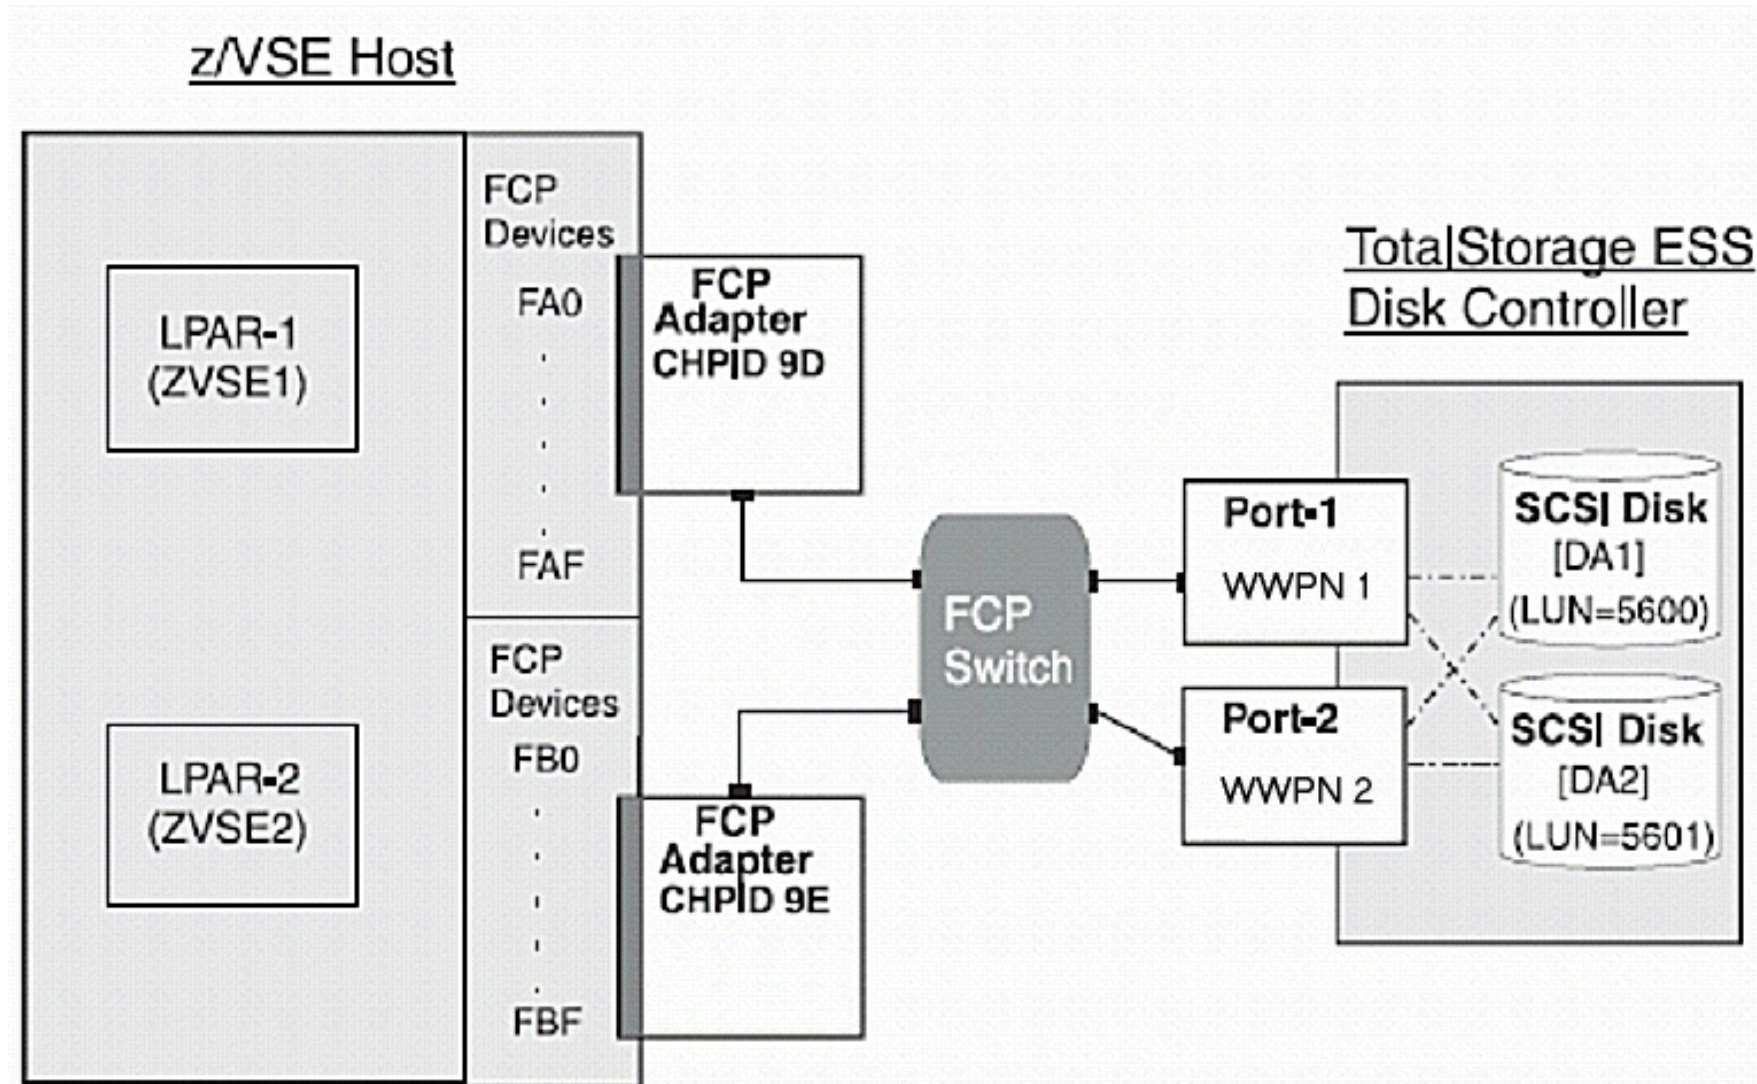 z/VSE Host
LPAR-1
(ZVSE1)
LPAR-2
(ZVSE2)
FCP
Devices
FA0
FAF
FCP
Devices
FB0
FBF
FCP
Adapter
CHPID 9D
FCP
Adapter
CHPID 9E
FCP
Switch
Port-1
WWPN 1
Port-2
WWPN 2
TotalStorage ESS
Disk Controller
SCSI Disk
[DA1]
(LUN=5600)
SCSI Disk
[DA2]
(LUN=5601)